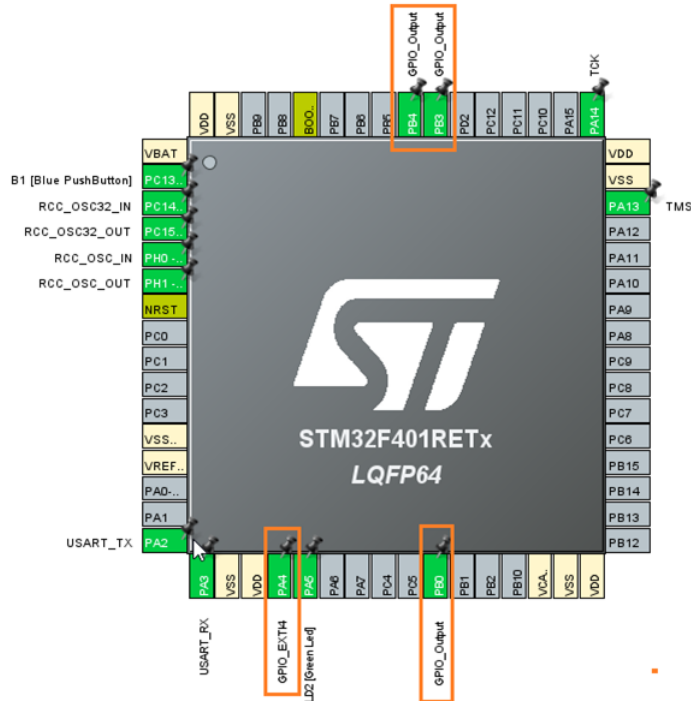 GPIO_Output
GPIO_Output
TCK
VDD
VSS
PB9
PB8
BOO..
PB7
PB6
PB5
PB4
PB3
PD2
PC12
PC11
PC10
PA15
PA14
VBAT
B1 [Blue PushButton] PC13..
RCC_OSC32_IN PC14..
RCC_OSC32_OUT PC15..
RCC_OSC_IN PH0 -..
RCC_OSC_OUT PH1 -..
NRST
PC0
PC1
PC2
PC3
VSS..
VREF..
PA0-..
PA1
USART_TX PA2
VDD
VSS
PA13 TMS
PA12
PA11
PA10
PA9
PA8
PC9
PC8
PC7
PC6
PB15
PB14
PB13
PB12
ST
STM32F401RETx
LQFP64
PA3
VSS
VDD
PA4
PA5
PA6
PA7
PC4
PC5
PB0
PB1
PB2
PB10
VCA..
VSS
VDD
USART_RX
GPIO_EXTI4
LD2 [Green Led]
GPIO_Output